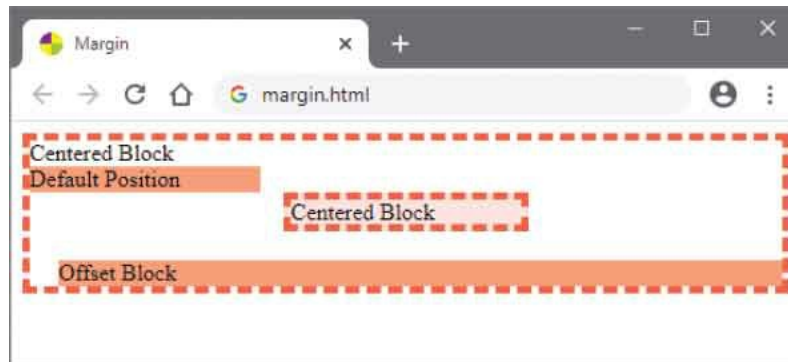 Margin
margin.html
Centered Block
Default Position
Centered Block
Offset Block